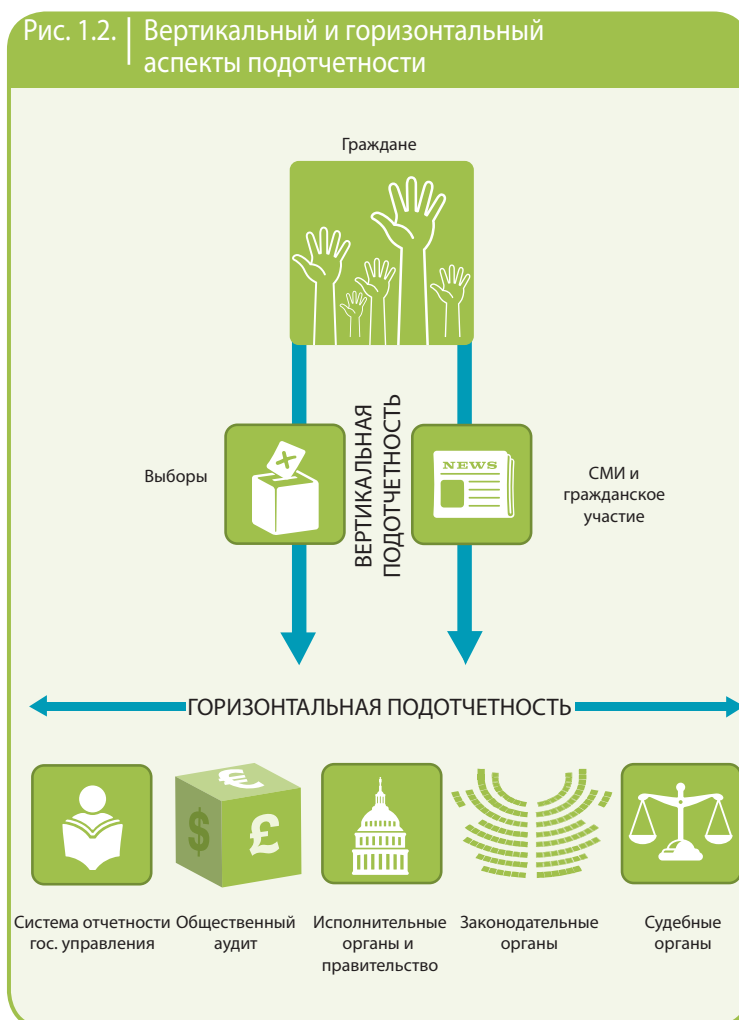 Рис. 1.2.
Вертикальный и горизонтальный
аспекты подотчетности
Граждане
Выборы
ВЕРТИКАЛЬНАЯ
ПОДОТЧЕТНОСТЬ
NEWS
СМИ и
гражданское
участие
ГОРИЗОНТАЛЬНАЯ ПОДОТЧЕТНОСТЬ
€
$
£
Система отчетности
гос. управления
Общественный
аудит
Исполнительные
органы и
правительство
Законодательные
органы
Судебные
органы